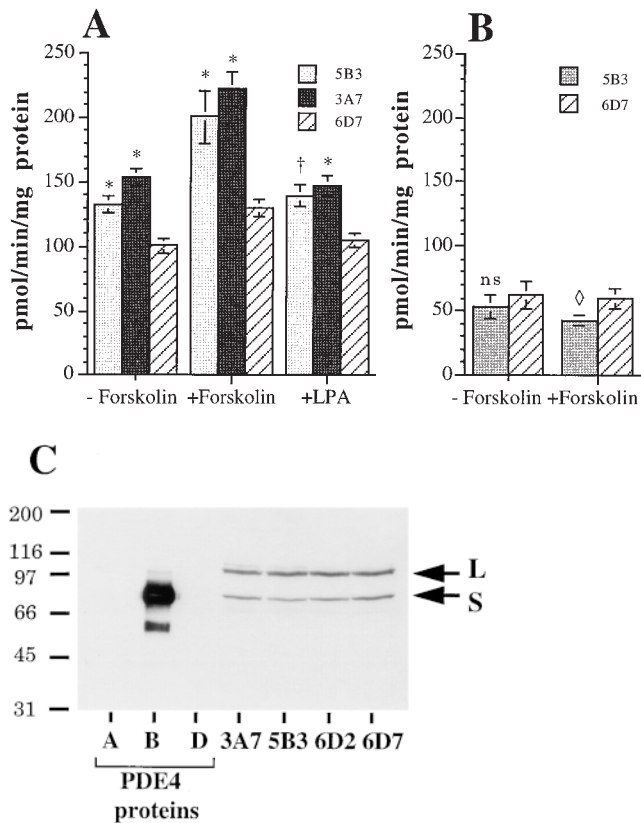 A
pmol/min/mg protein
250
200
150
100
50
0
5B3
3A7
6D7
* * * * † *
- Forskolin +Forskolin +LPA
B
pmol/min/mg protein
250
200
150
100
50
0
5B3
6D7
ns ◊
- Forskolin +Forskolin
C
200
116
97
66
45
31
L
S
A B D 3A7 5B3 6D2 6D7
PDE4
proteins